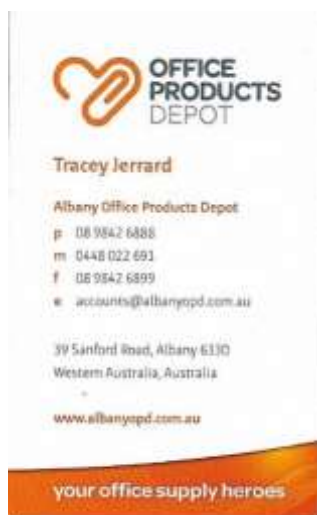 OFFICE
PRODUCTS
DEPOT
Tracey Jerrard
Albany Office Products Depot
p 08 9842 6888
m 0448 022 691
f 08 9842 6899
e accounts@albanyopd.com.au
39 Sanford Road, Albany 6330
Western Australia, Australia
www.albanyopd.com.au
your office supply heroes